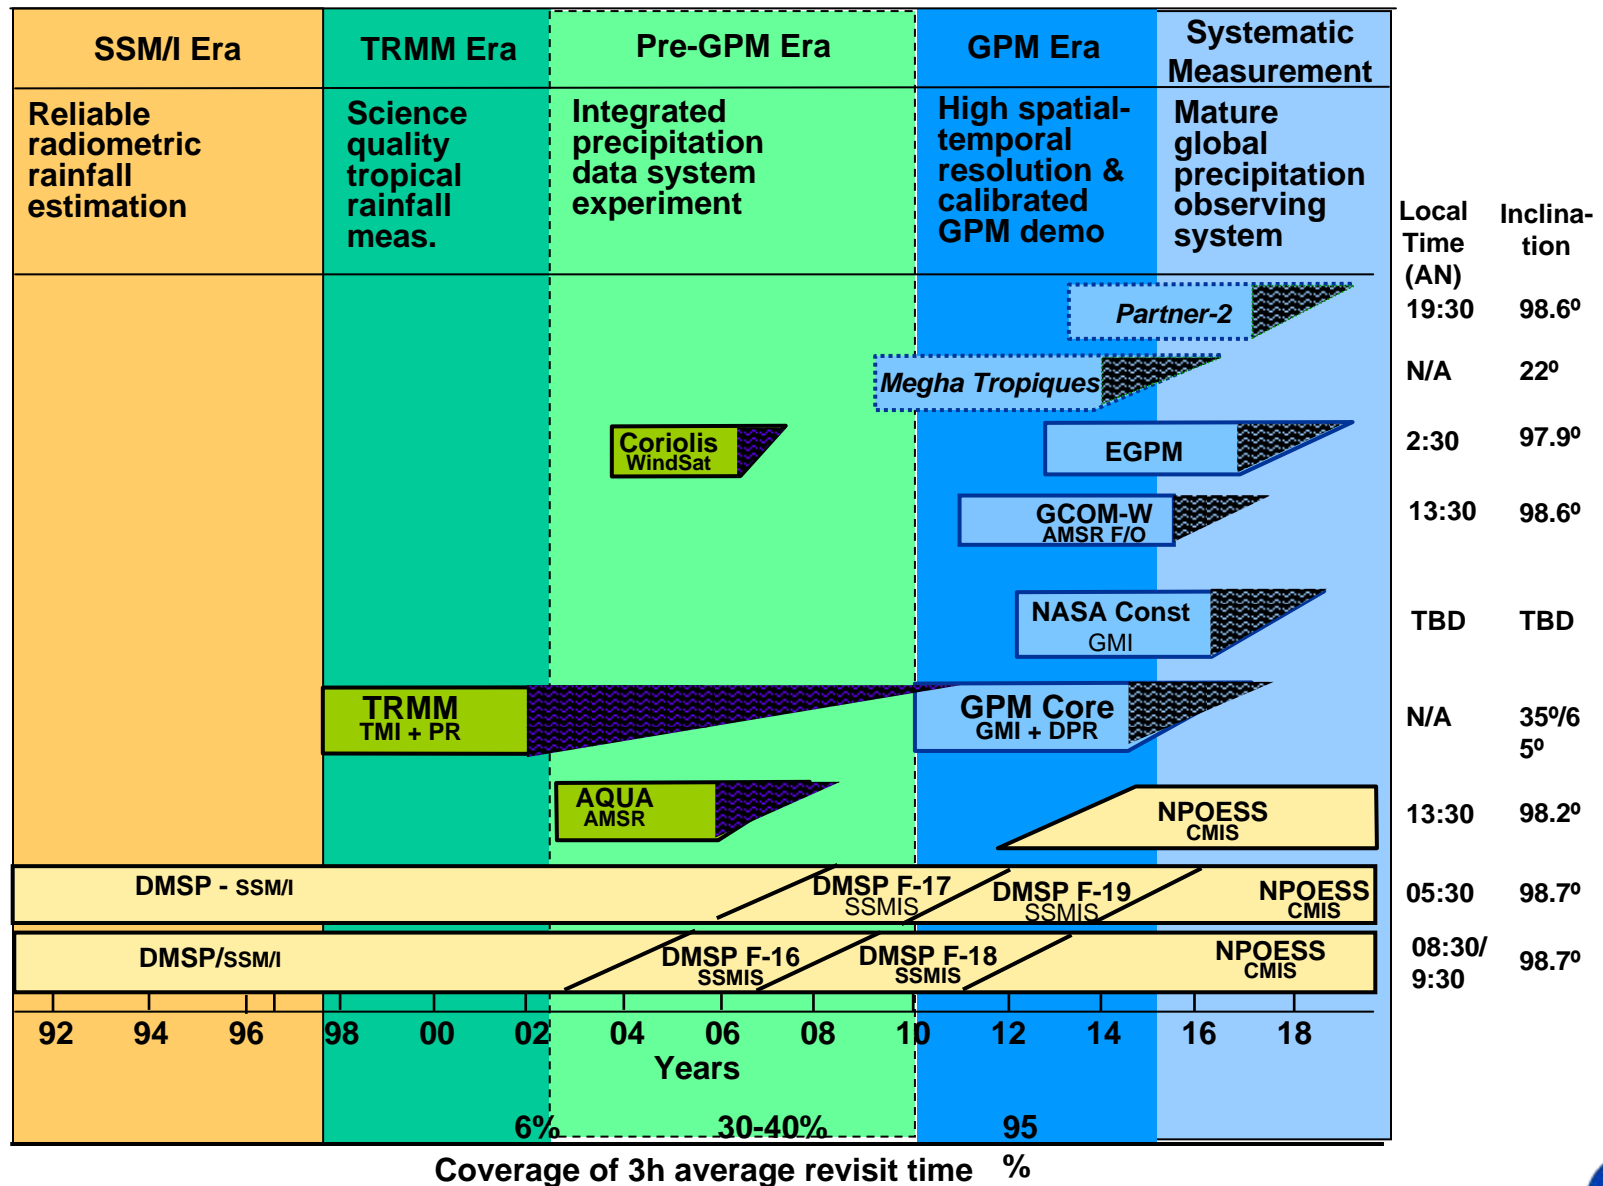 SSM/I Era
TRMM Era
Pre-GPM Era
GPM Era
Systematic
Measurement
Reliable
radiometric
rainfall
estimation
Science
quality
tropical
rainfall
meas.
Integrated
precipitation
data system
experiment
High spatial-
temporal
resolution &
calibrated
GPM demo
Mature
global
precipitation
observing
system
Local
Time
(AN)
Inclina-
tion
Partner-2
19:30
98.6º
Megha Tropiques
N/A
22º
Coriolis
WindSat
EGPM
2:30
97.9º
GCOM-W
AMSR F/O
13:30
98.6º
NASA Const
GMI
TBD
TBD
TRMM
TMI + PR
GPM Core
GMI + DPR
N/A
35º/6
5º
AQUA
AMSR
NPOESS
CMIS
13:30
98.2º
DMSP - SSM/I
DMSP F-17
SSMIS
DMSP F-19
SSMIS
NPOESS
CMIS
05:30
98.7º
DMSP/SSM/I
DMSP F-16
SSMIS
DMSP F-18
SSMIS
NPOESS
CMIS
08:30/
9:30
98.7º
92 94 96 98 00 02 04 06 08 10 12 14 16 18
Years
6% 30-40% 95
Coverage of 3h average revisit time %